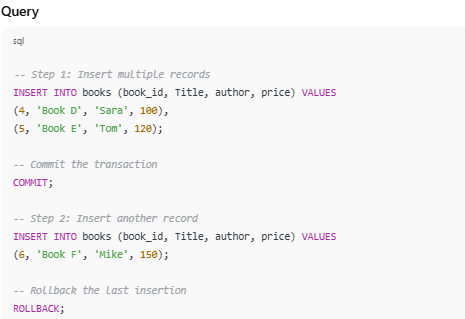 Query
sql
-- Step 1: Insert multiple records
INSERT INTO books (book_id, Title, author, price) VALUES
(4, 'Book D', 'Sara', 100),
(5, 'Book E', 'Tom', 120);
-- Commit the transaction
COMMIT;
-- Step 2: Insert another record
INSERT INTO books (book_id, Title, author, price) VALUES
(6, 'Book F', 'Mike', 150);
-- Rollback the last insertion
ROLLBACK;